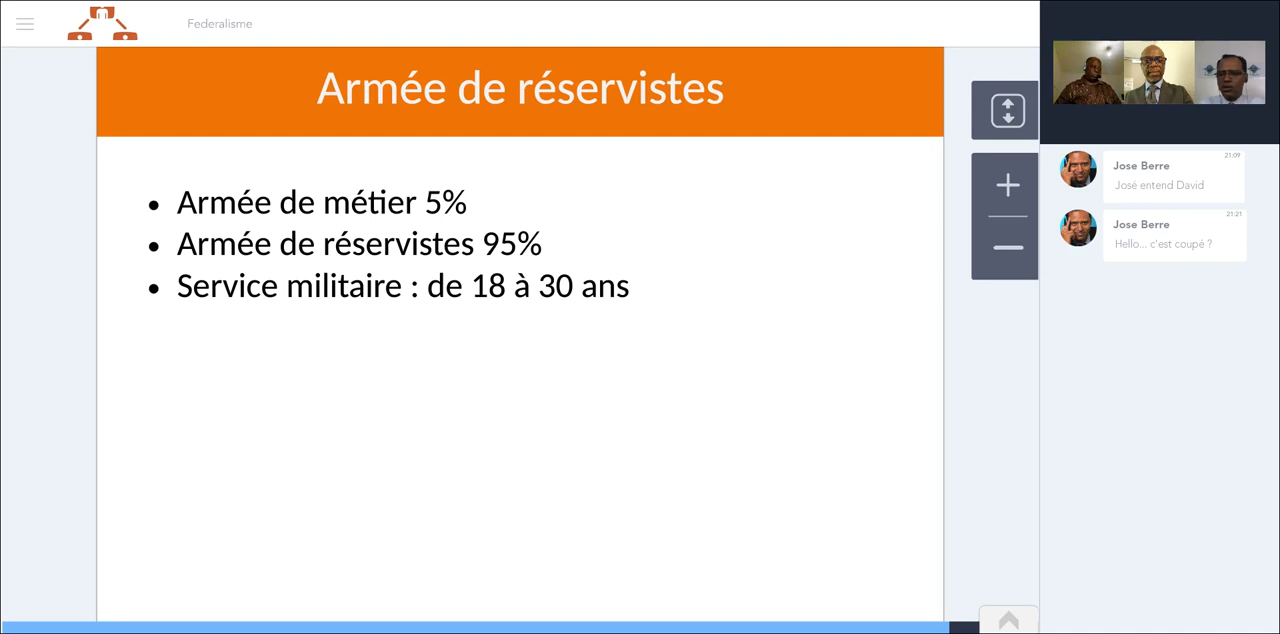 Federalisme
Armée de réservistes
• Armée de métier 5%
• Armée de réservistes 95%
• Service militaire : de 18 à 30 ans
21:09
Jose Berre
José entend David
21:21
Jose Berre
Hello... c'est coupé ?